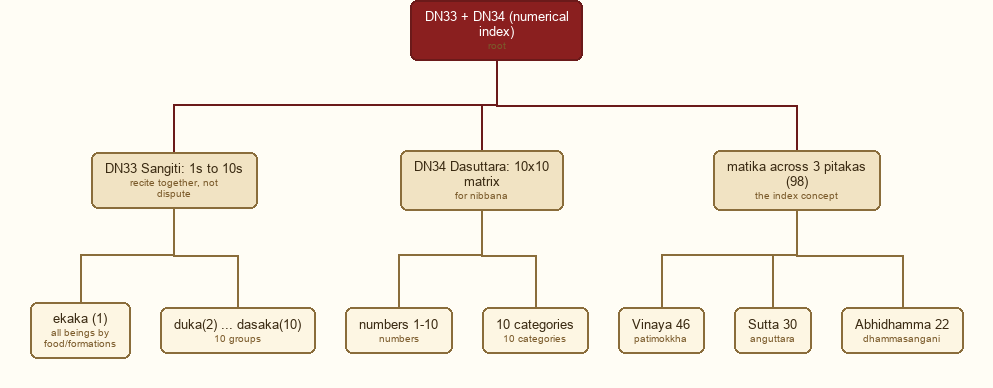 DN33 + DN34 (numerical
index)
root
DN33 Sangiti: 1s to 10s
recite together, not
dispute
DN34 Dasuttara: 10x10
matrix
for nibbana
matika across 3 pitakas
(98)
the index concept
ekaka (1)
all beings by
food/formations
duka(2) ... dasaka(10)
10 groups
numbers 1-10
numbers
10 categories
10 categories
Vinaya 46
patimokkha
Sutta 30
anguttara
Abhidhamma 22
dhammasangani